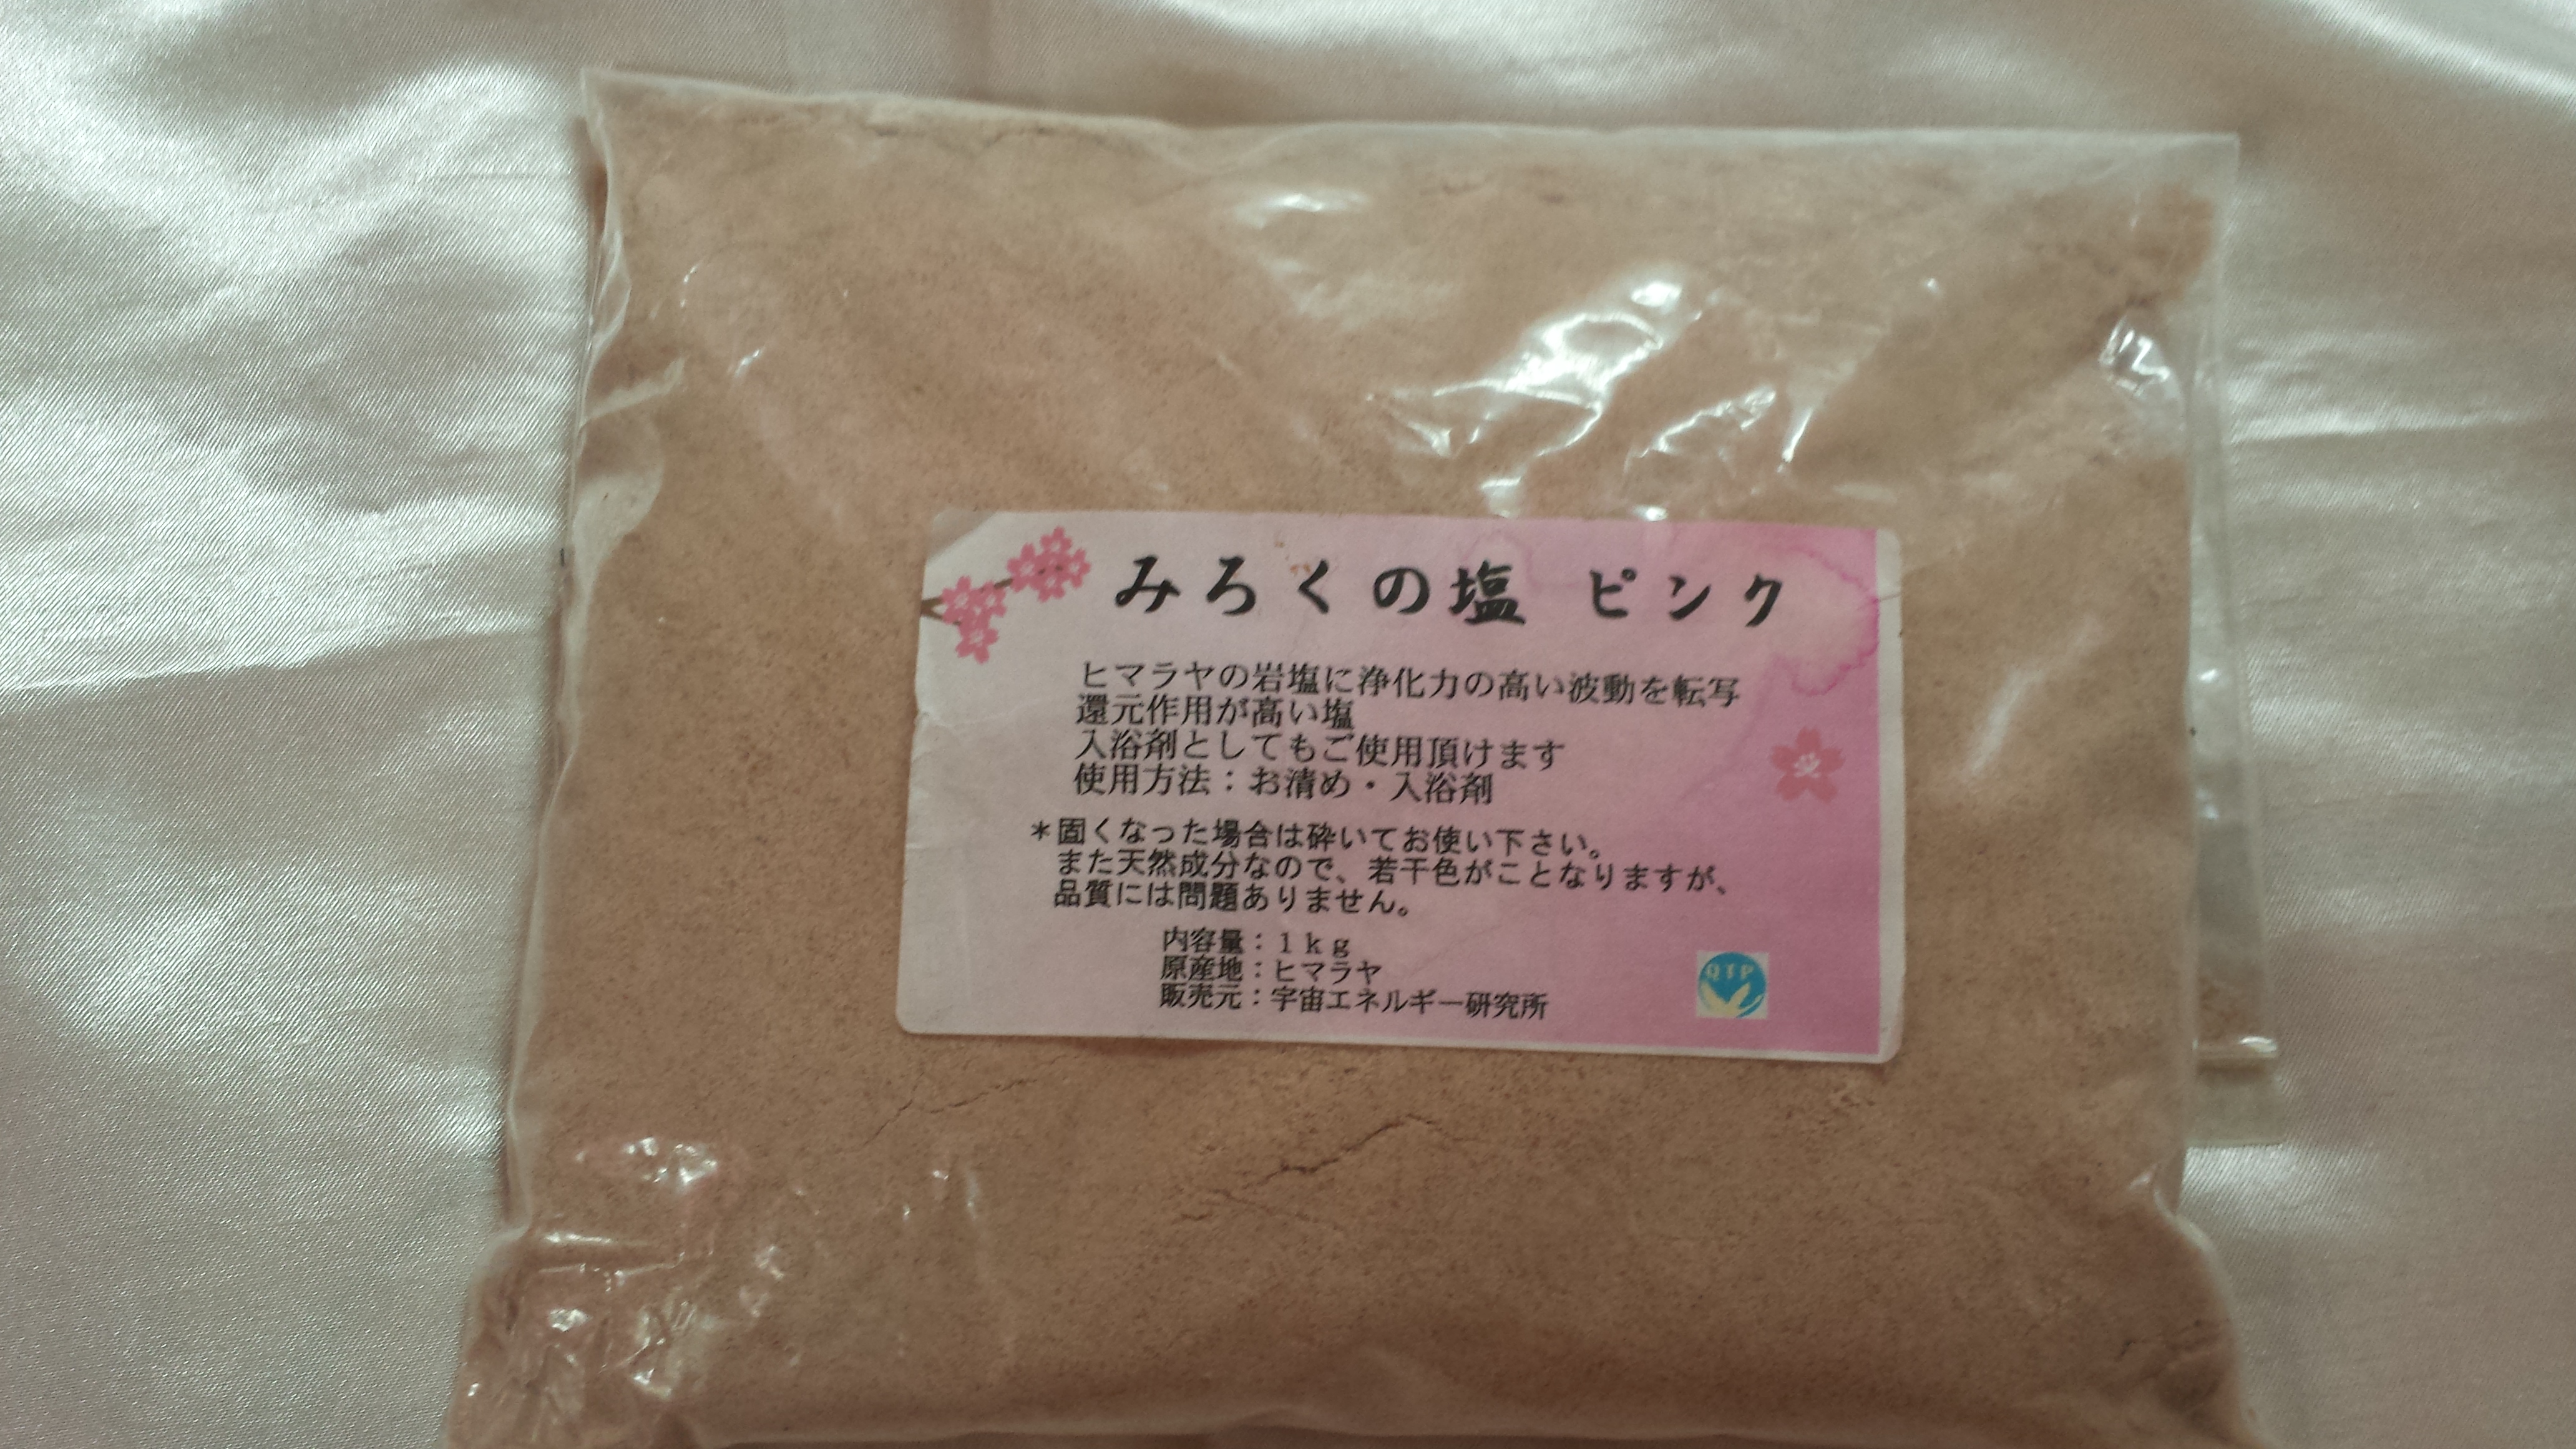 みろくの塩 ピンク
ヒマラヤの岩塩に浄化力の高い波動を転写
還元作用が高い塩
入浴剤としてもご使用頂けます
使用方法：お清め・入浴剤
＊固くなった場合は砕いてお使い下さい。
また天然成分なので、若干色がことなりますが、
品質には問題ありません。
内容量：１ｋｇ
原産地：ヒマラヤ
販売元：宇宙エネルギー研究所
QTP